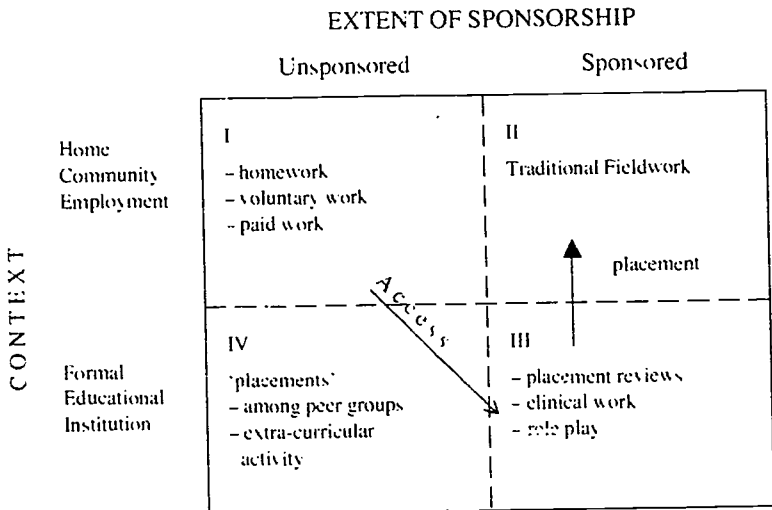 EXTENT OF SPONSORSHIP
Unsponsored
Sponsored
CONTEXT
Home
Community
Employment
I
– homework
– voluntary work
– paid work
II
Traditional Fieldwork
placement
Access
Formal
Educational
Institution
IV
'placements'
– among peer groups
– extra-curricular
activity
III
– placement reviews
– clinical work
– role play